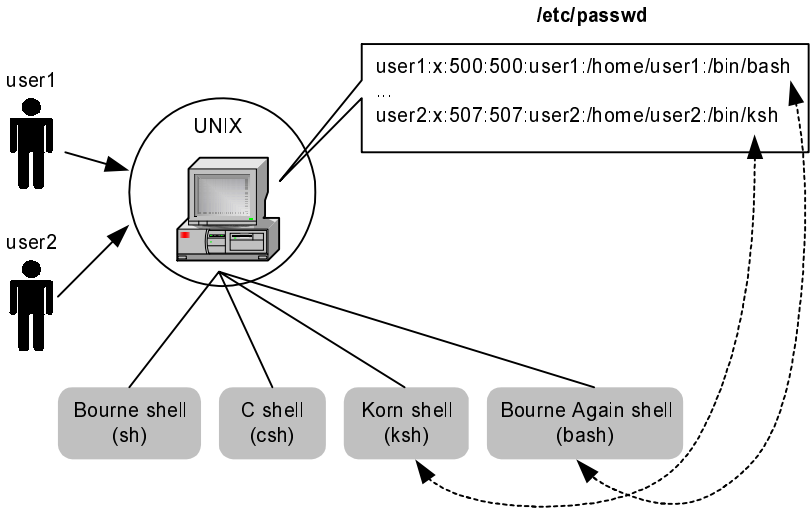 /etc/passwd
user1:x:500:500:user1:/home/user1:/bin/bash
...
user2:x:507:507:user2:/home/user2:/bin/ksh
user1
UNIX
user2
Bourne shell
(sh)
C shell
(csh)
Korn shell
(ksh)
Bourne Again shell
(bash)